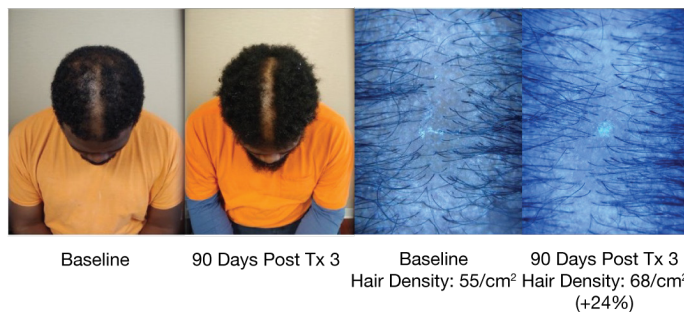 Baseline
90 Days Post Tx 3
Baseline
Hair Density: 55/cm²
90 Days Post Tx 3
Hair Density: 68/cm²
(+24%)